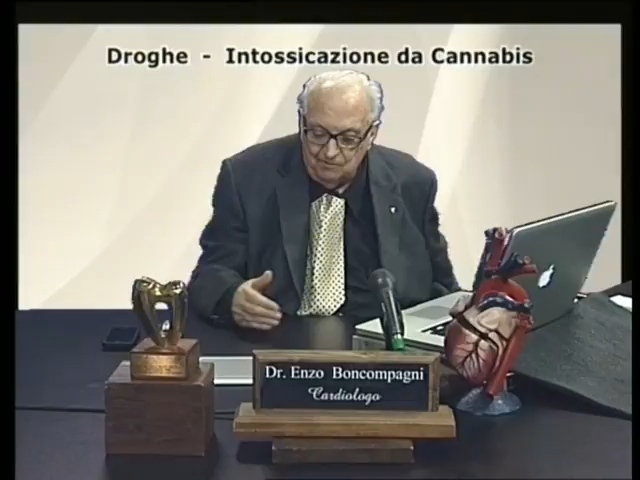 Droghe - Intossicazione da Cannabis
Dr. Enzo Boncompagni
Cardiologo